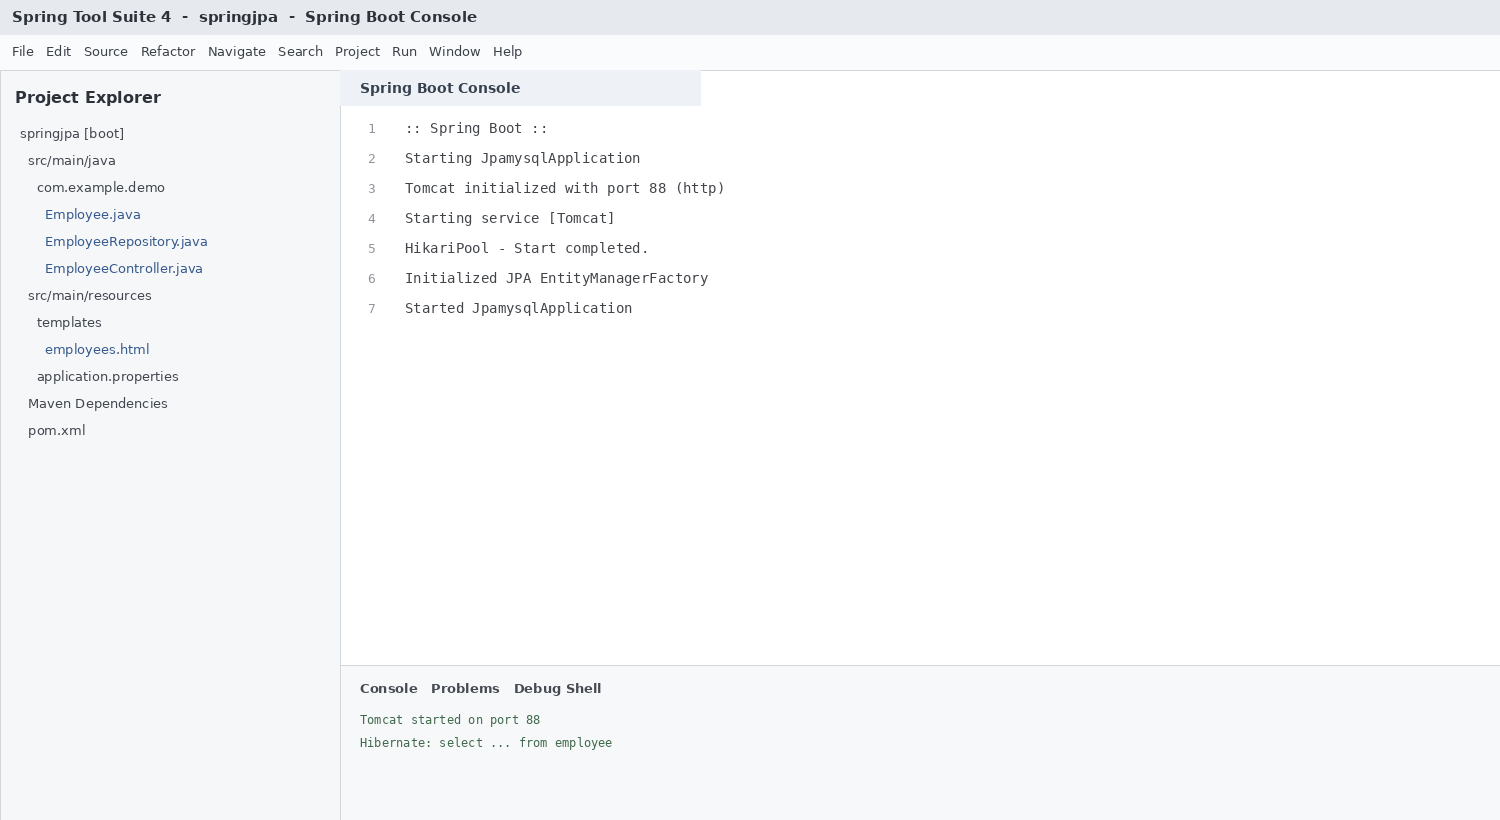 Spring Tool Suite 4 - springjpa - Spring Boot Console
File Edit Source Refactor Navigate Search Project Run Window Help
Project Explorer
springjpa [boot]
src/main/java
com.example.demo
Employee.java
EmployeeRepository.java
EmployeeController.java
src/main/resources
templates
employees.html
application.properties
Maven Dependencies
pom.xml
Spring Boot Console
1 :: Spring Boot ::
2 Starting JpamysqlApplication
3 Tomcat initialized with port 88 (http)
4 Starting service [Tomcat]
5 HikariPool - Start completed.
6 Initialized JPA EntityManagerFactory
7 Started JpamysqlApplication
Console Problems Debug Shell
Tomcat started on port 88
Hibernate: select ... from employee